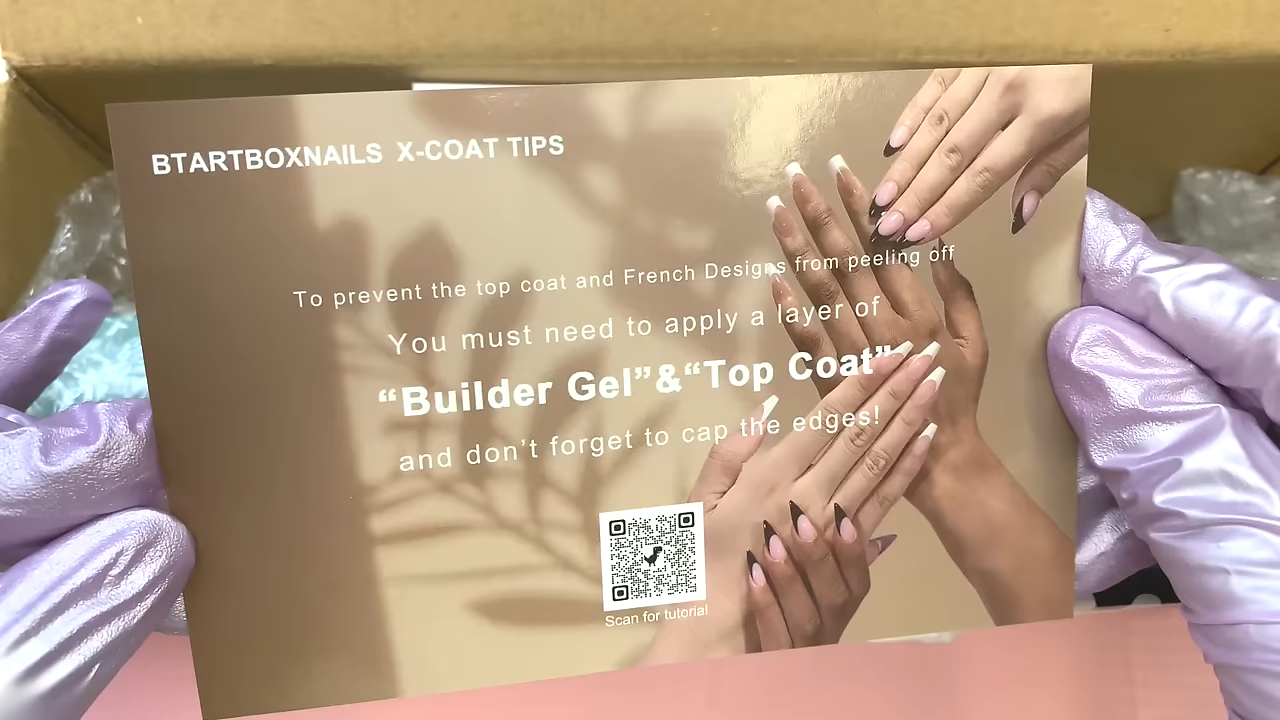 BTARTBOXNAILS X-COAT TIPS
To prevent the top coat and French Designs from peeling off
You must need to apply a layer of
“Builder Gel”&“Top Coat”
and don’t forget to cap the edges!
Scan for tutorial